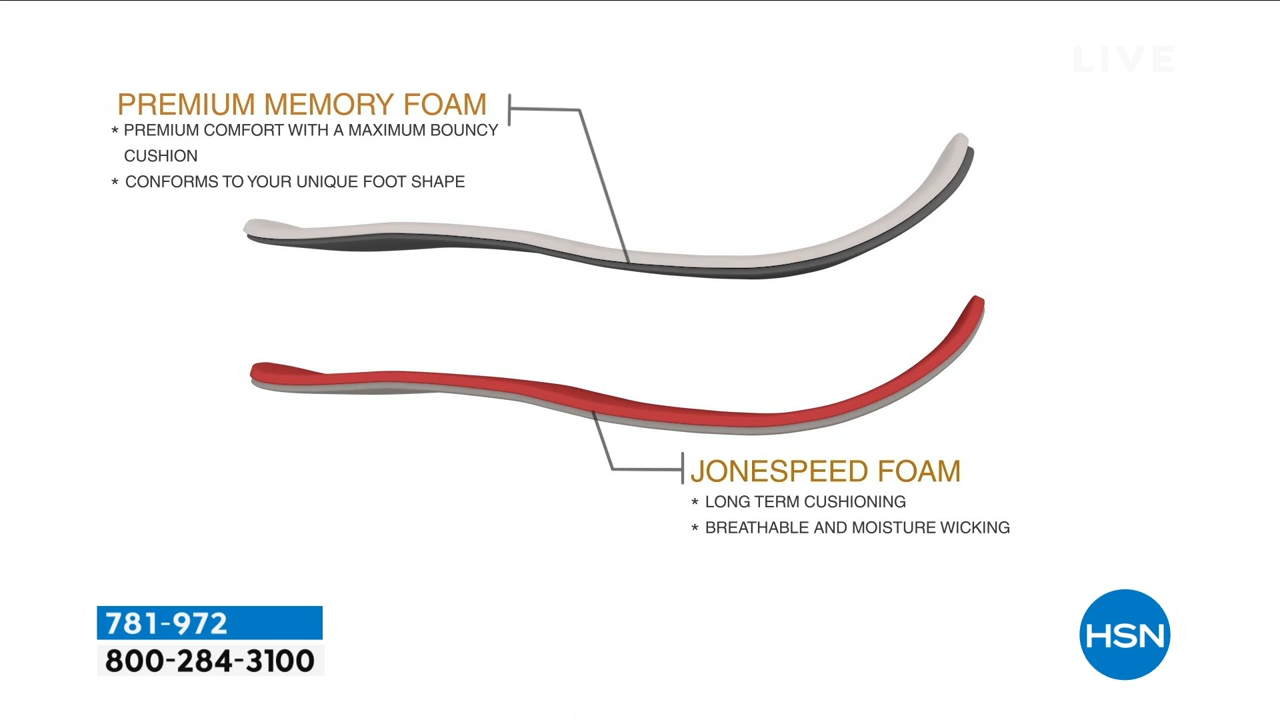 LIVE
PREMIUM MEMORY FOAM
* PREMIUM COMFORT WITH A MAXIMUM BOUNCY
CUSHION
* CONFORMS TO YOUR UNIQUE FOOT SHAPE
JONESPEED FOAM
* LONG TERM CUSHIONING
* BREATHABLE AND MOISTURE WICKING
781-972
800-284-3100
HSN